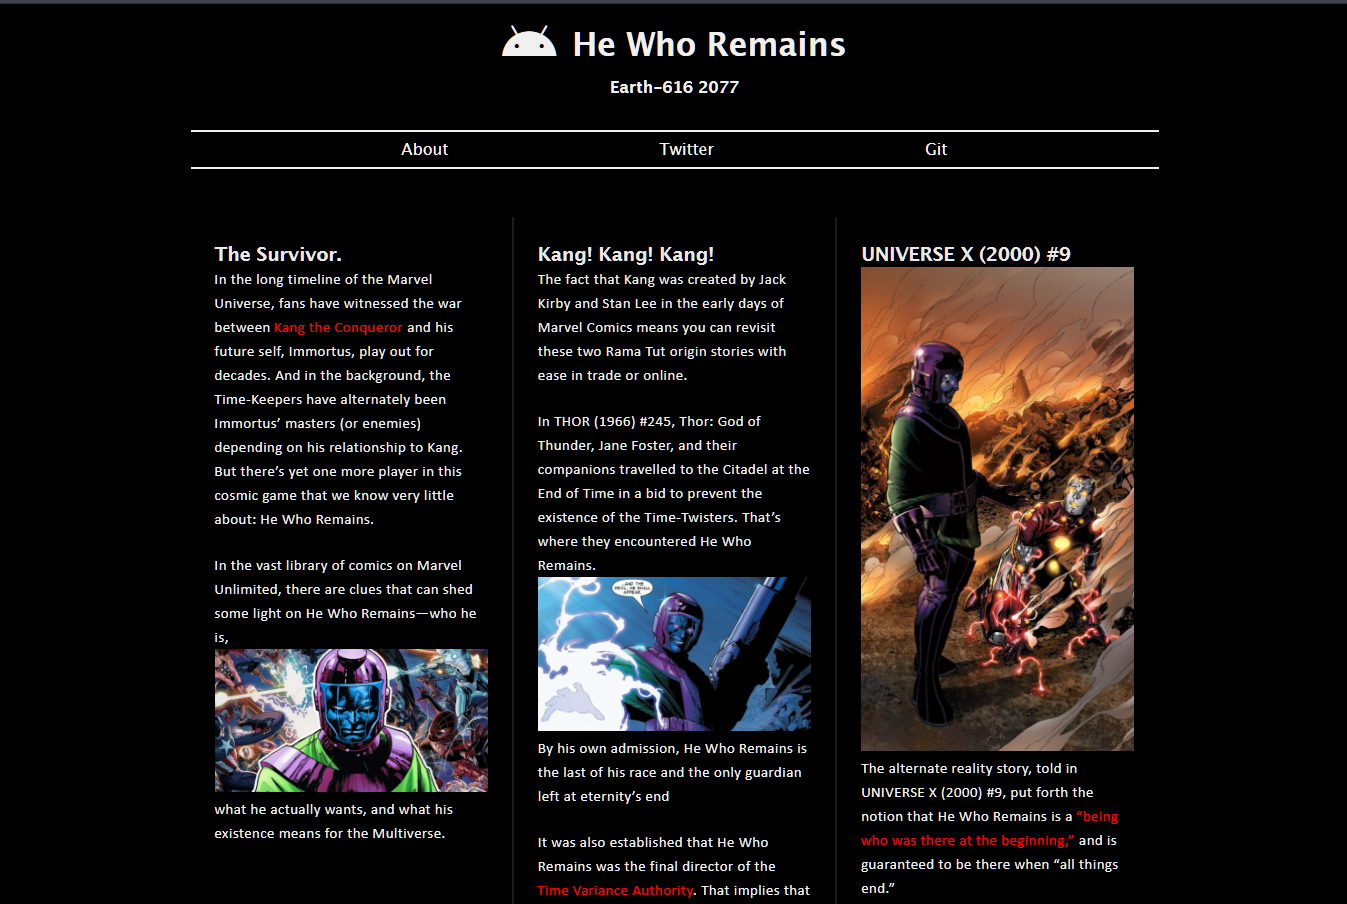 He Who Remains
Earth-616 2077
About Twitter Git
The Survivor.
In the long timeline of the Marvel
Universe, fans have witnessed the war
between Kang the Conqueror and his
future self, Immortus, play out for
decades. And in the background, the
Time-Keepers have alternately been
Immortus’ masters (or enemies)
depending on his relationship to Kang.
But there’s yet one more player in this
cosmic game that we know very little
about: He Who Remains.
In the vast library of comics on Marvel
Unlimited, there are clues that can shed
some light on He Who Remains—who he
is,
what he actually wants, and what his
existence means for the Multiverse.
Kang! Kang! Kang!
The fact that Kang was created by Jack
Kirby and Stan Lee in the early days of
Marvel Comics means you can revisit
these two Rama Tut origin stories with
ease in trade or online.
In THOR (1966) #245, Thor: God of
Thunder, Jane Foster, and their
companions travelled to the Citadel at the
End of Time in a bid to prevent the
existence of the Time-Twisters. That’s
where they encountered He Who
Remains.
...AND THE
DEVIL, HE SHALL
APPEAR.
By his own admission, He Who Remains is
the last of his race and the only guardian
left at eternity’s end
It was also established that He Who
Remains was the final director of the
Time Variance Authority. That implies that
UNIVERSE X (2000) #9
The alternate reality story, told in
UNIVERSE X (2000) #9, put forth the
notion that He Who Remains is a “being
who was there at the beginning,” and is
guaranteed to be there when “all things
end.”